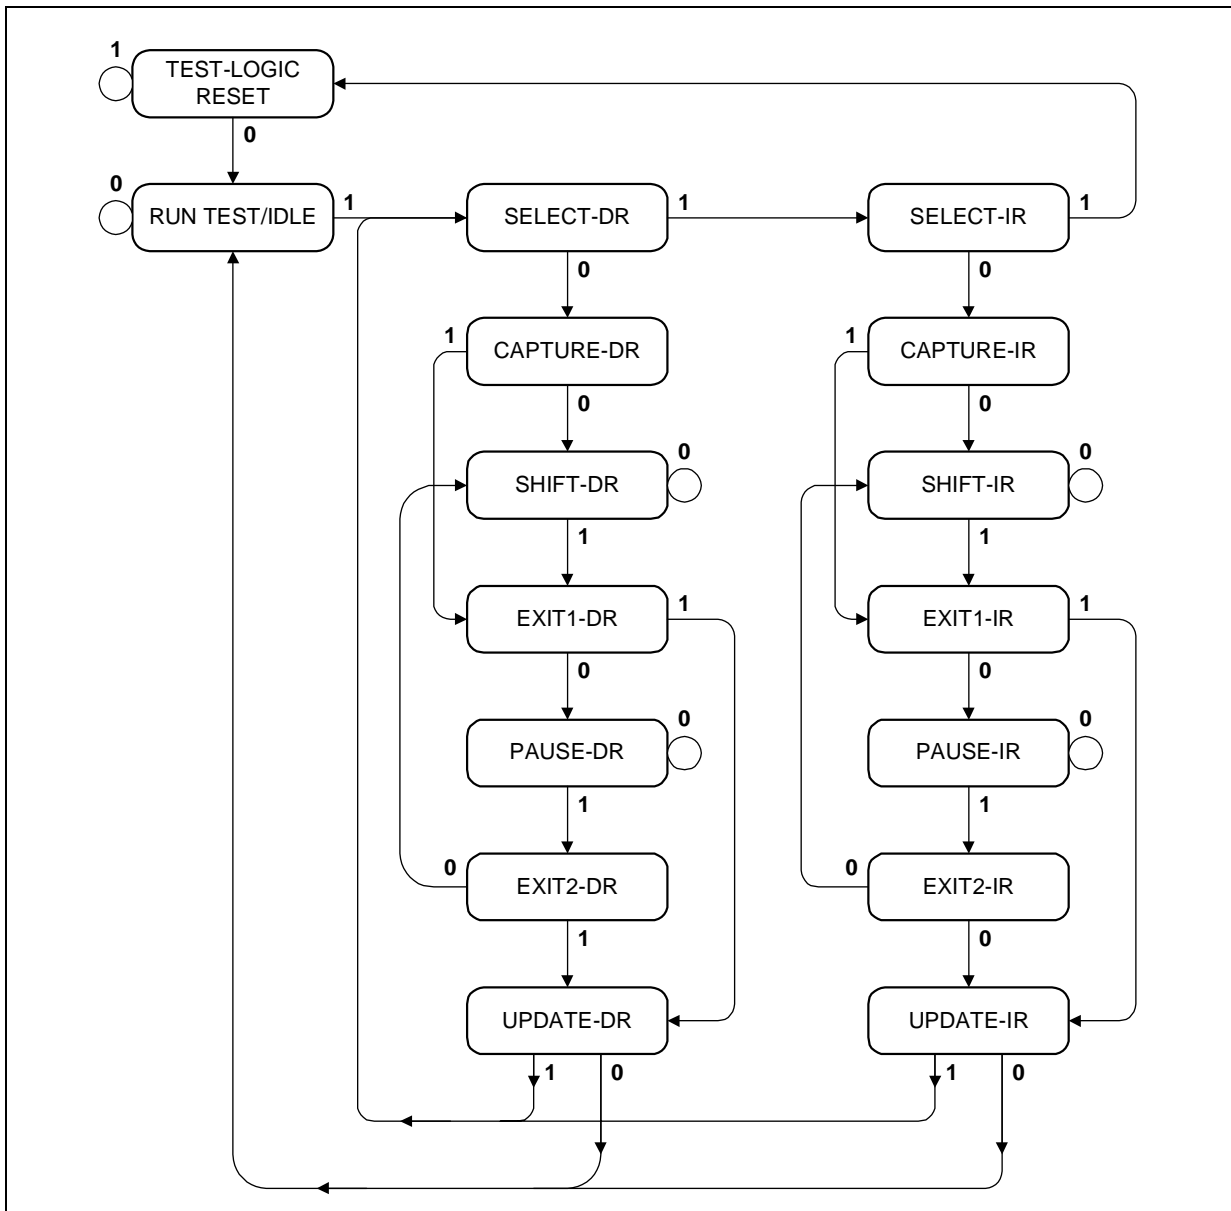 1
TEST-LOGIC
RESET
0
0
RUN TEST/IDLE
1
SELECT-DR
1
SELECT-IR
1
0
0
1
CAPTURE-DR
1
CAPTURE-IR
0
0
SHIFT-DR
0
SHIFT-IR
0
1
1
EXIT1-DR
1
EXIT1-IR
1
0
0
PAUSE-DR
0
PAUSE-IR
0
1
1
0
EXIT2-DR
0
EXIT2-IR
1
0
UPDATE-DR
UPDATE-IR
1
0
1
0